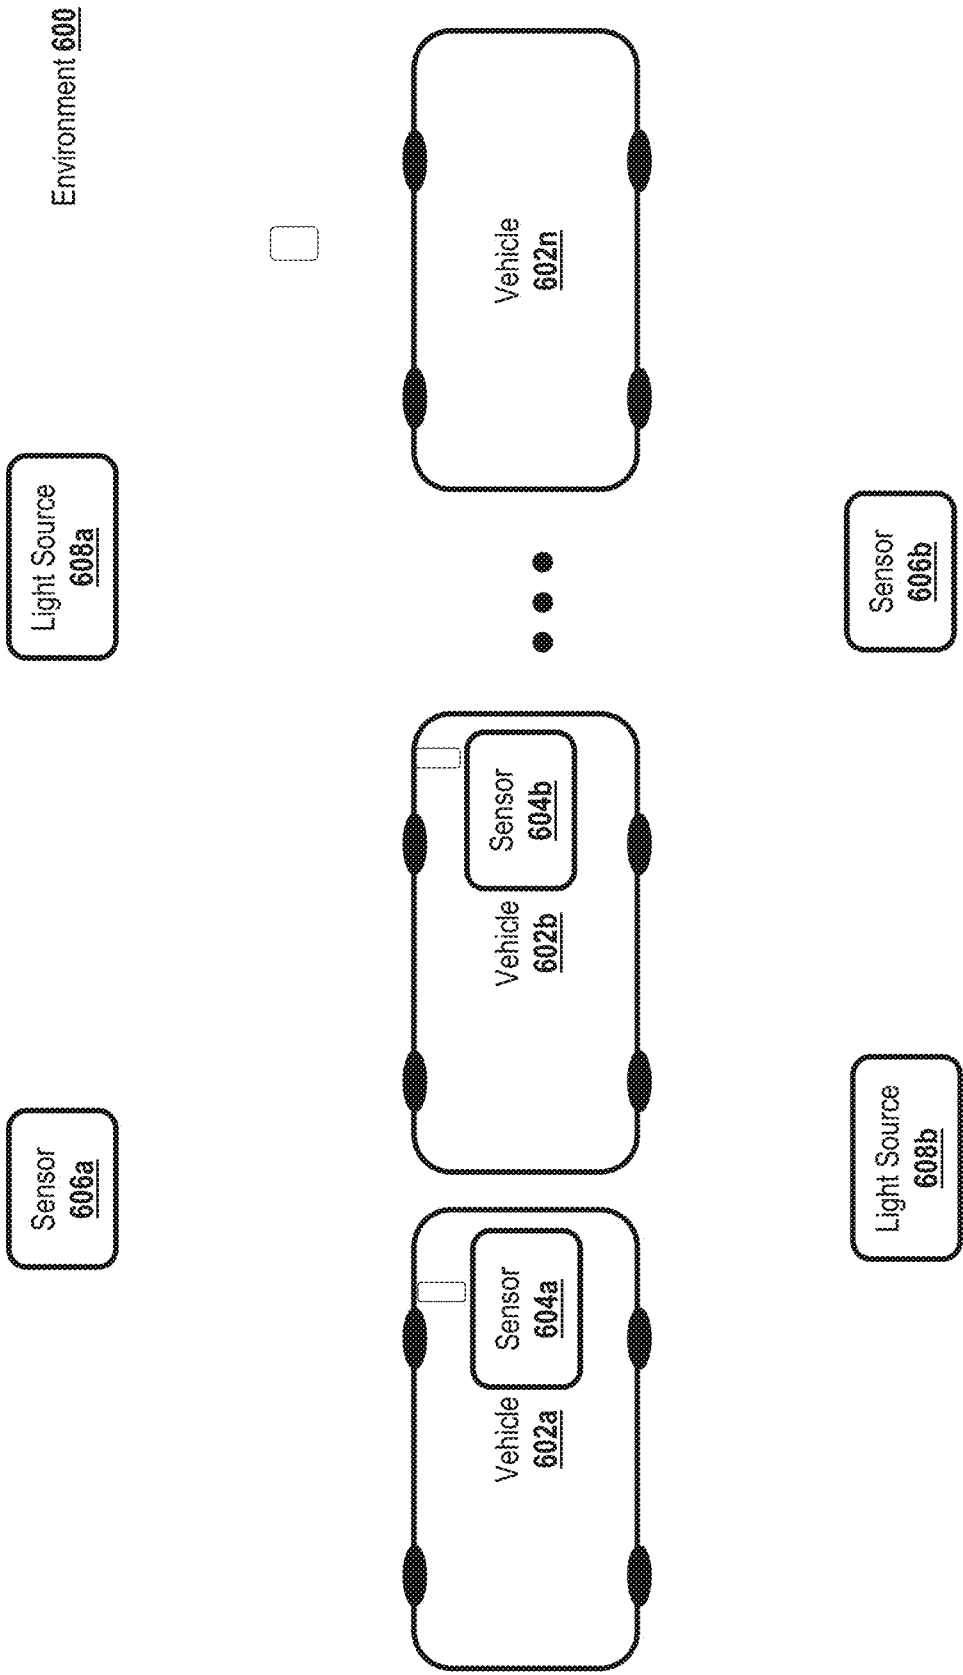 Environment 600
Sensor
606a
Light Source
608a
Vehicle
602a
Sensor
604a
Vehicle
602b
Sensor
604b
Vehicle
602n
Light Source
608b
Sensor
606b